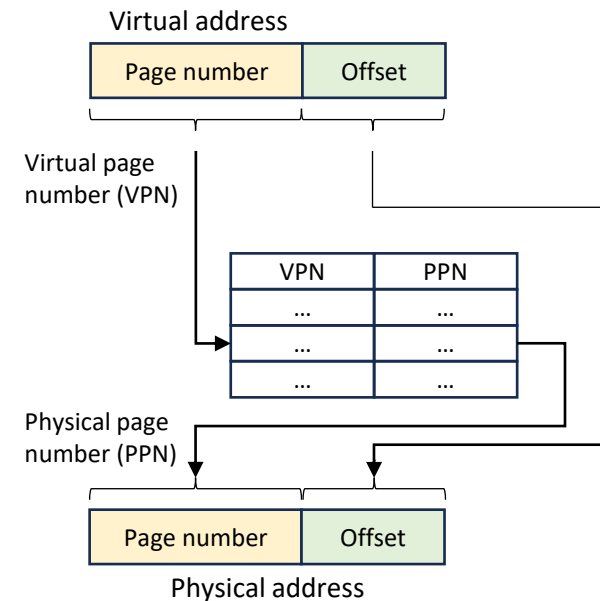 Virtual address
Page number Offset
Virtual page
number (VPN)
VPN PPN
... ...
... ...
... ...
Physical page
number (PPN)
Page number Offset
Physical address